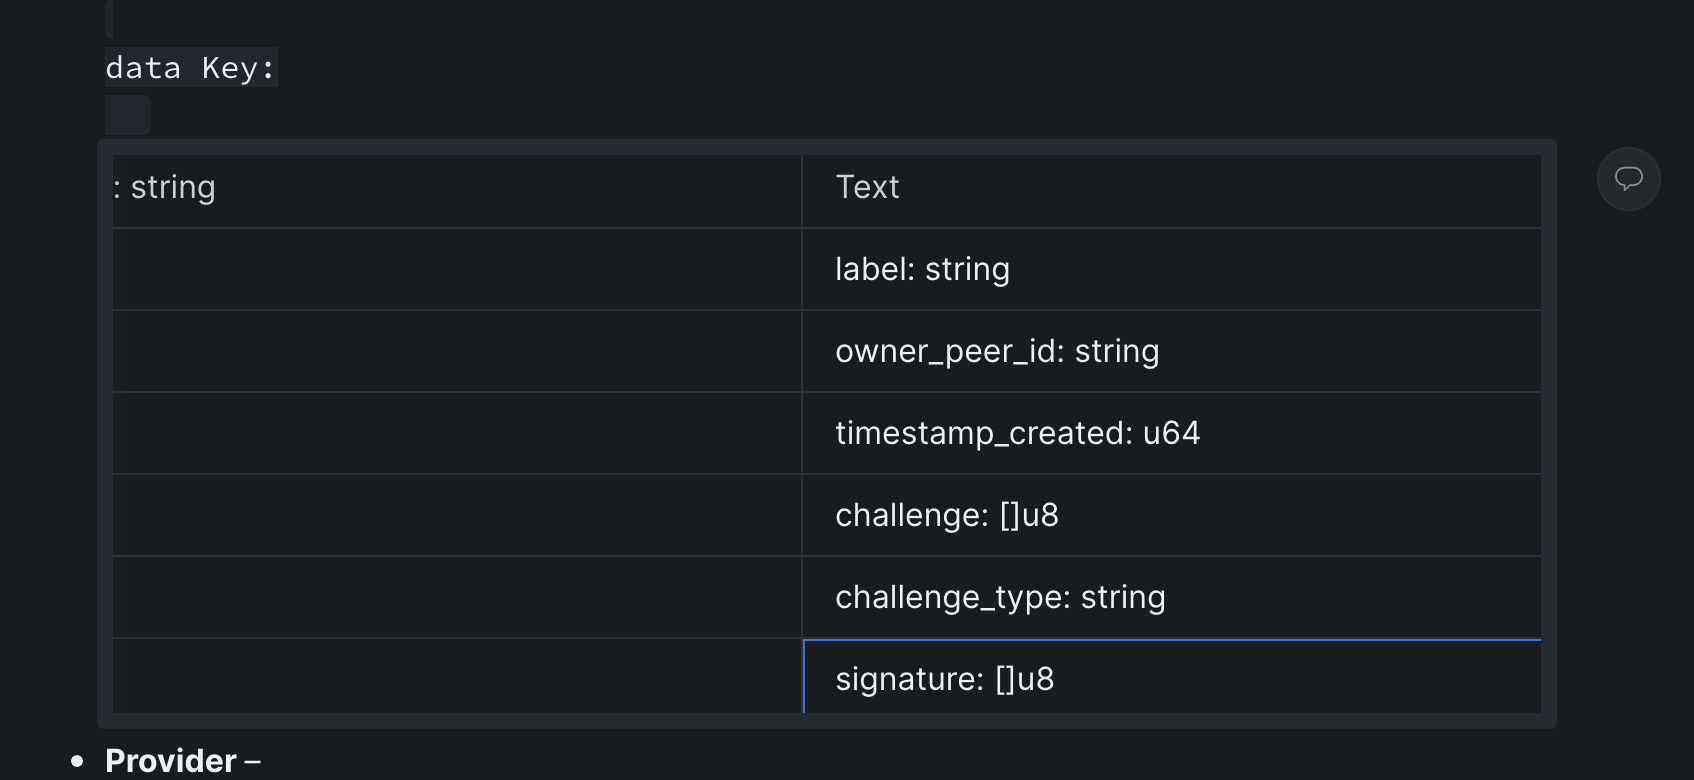 data Key:
: string
Text
label: string
owner_peer_id: string
timestamp_created: u64
challenge: []u8
challenge_type: string
signature: []u8
• Provider –